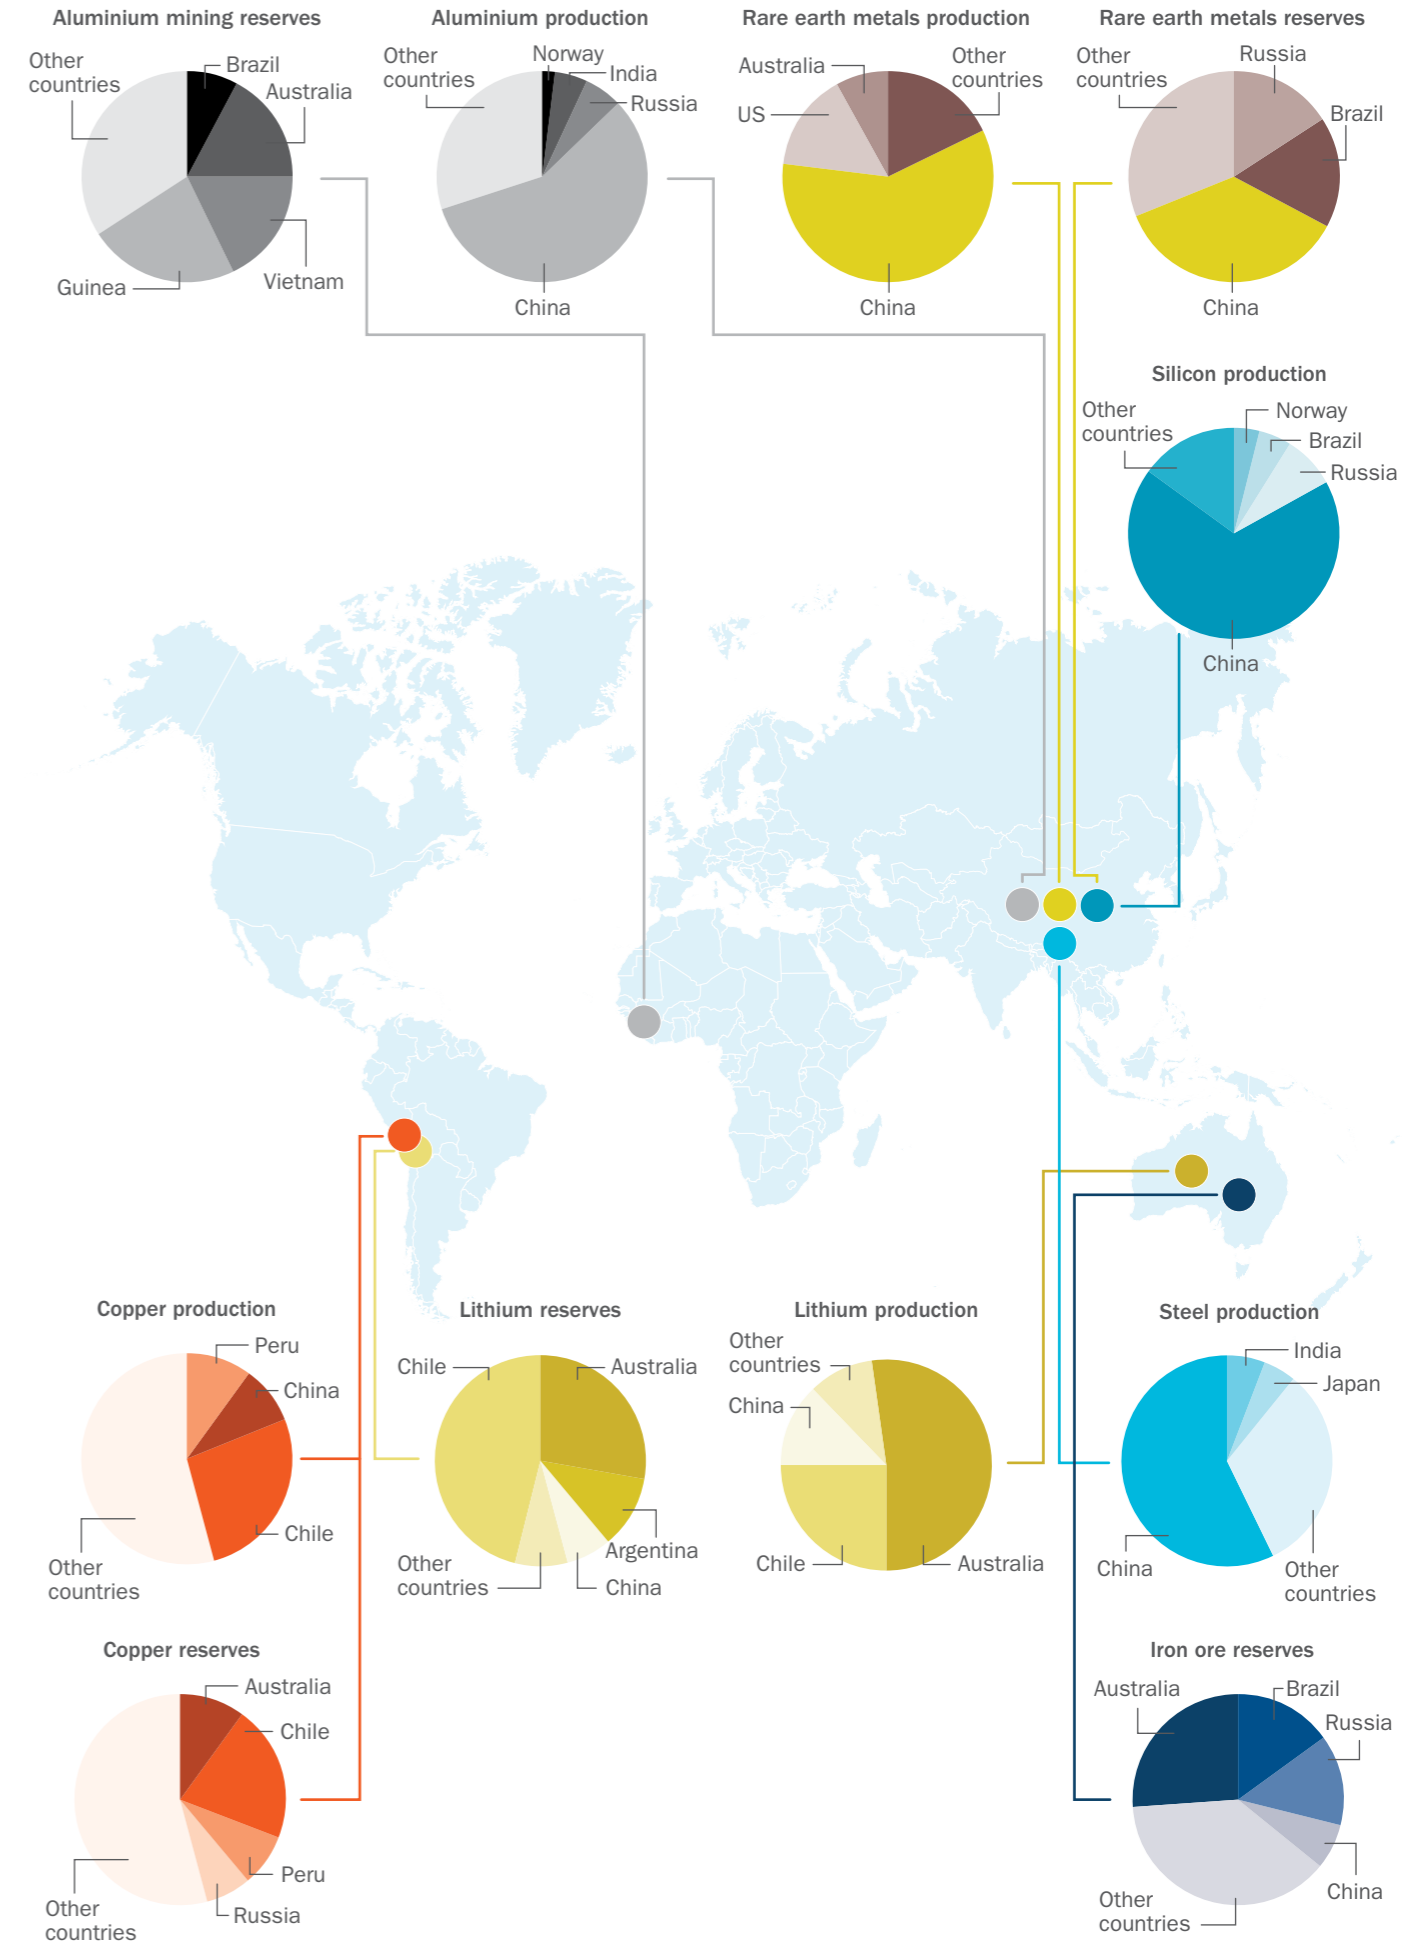 Aluminium mining reserves
Other
countries
Brazil
Australia
Guinea
Vietnam
Aluminium production
Other
countries
Norway
India
Russia
China
Rare earth metals production
Australia
Other
countries
US
China
Rare earth metals reserves
Other
countries
Russia
Brazil
China
Silicon production
Other
countries
Norway
Brazil
Russia
China
Copper production
Peru
China
Chile
Other
countries
Lithium reserves
Chile
Australia
Other
countries
Argentina
China
Lithium production
Other
countries
China
Chile
Australia
Steel production
India
Japan
China
Other
countries
Copper reserves
Australia
Chile
Peru
Other
countries
Russia
Iron ore reserves
Australia
Brazil
Russia
China
Other
countries